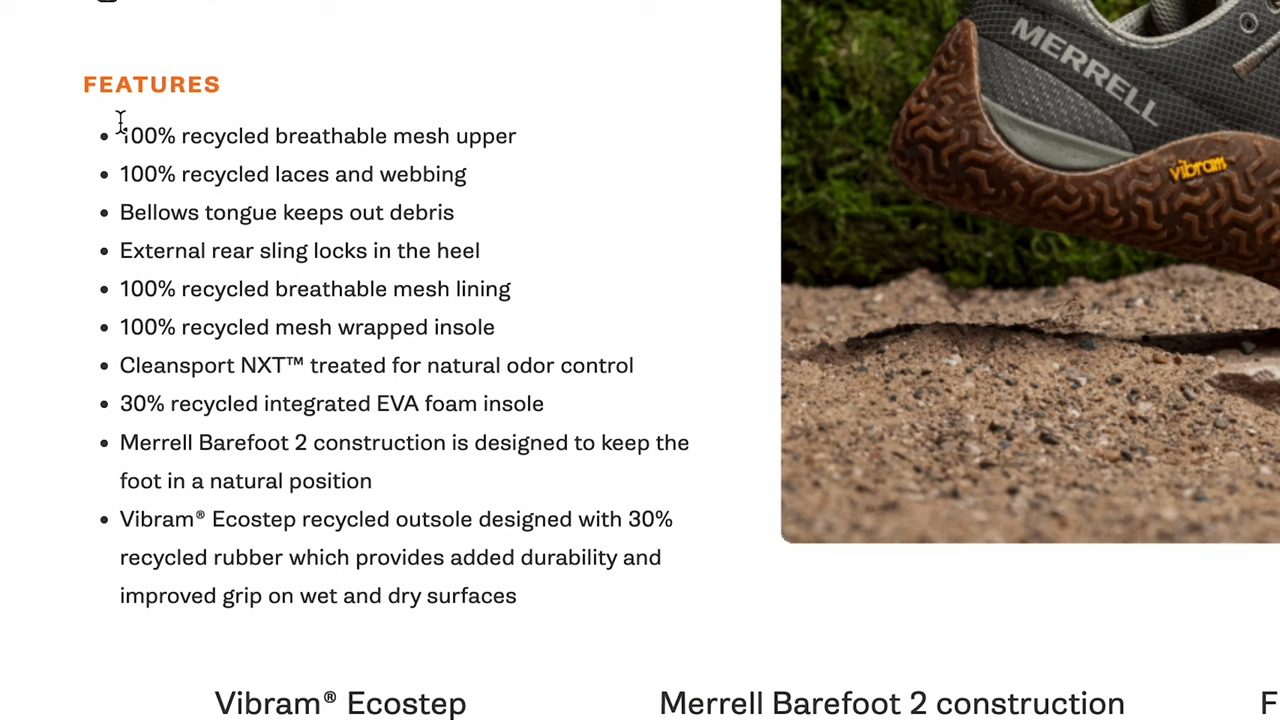 FEATURES
100% recycled breathable mesh upper
100% recycled laces and webbing
Bellows tongue keeps out debris
External rear sling locks in the heel
100% recycled breathable mesh lining
100% recycled mesh wrapped insole
Cleansport NXT™ treated for natural odor control
30% recycled integrated EVA foam insole
Merrell Barefoot 2 construction is designed to keep the
foot in a natural position
Vibram® Ecostep recycled outsole designed with 30%
recycled rubber which provides added durability and
improved grip on wet and dry surfaces
MERRELL
vibram
Vibram® Ecostep
Merrell Barefoot 2 construction
F